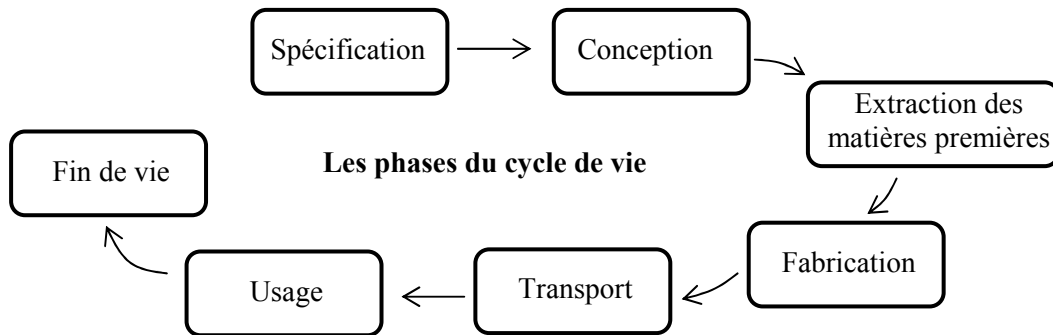 Spécification
Conception
Extraction des
matières premières
Fin de vie
Les phases du cycle de vie
Fabrication
Transport
Usage